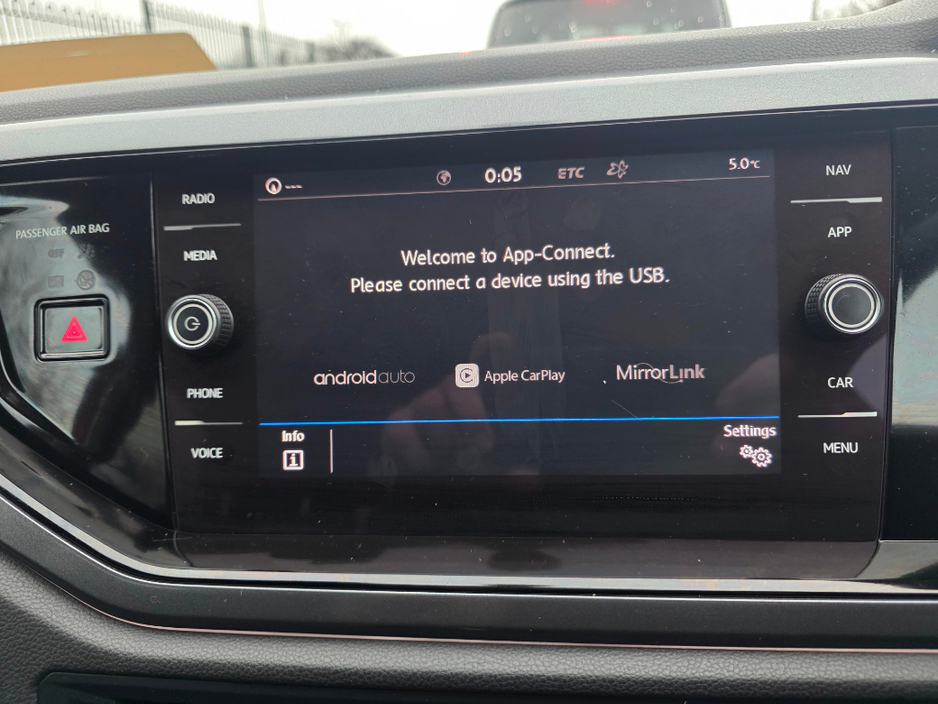 0:05 ETC 5.0°C
RADIO
MEDIA
PHONE
VOICE
PASSENGER AIR BAG
OFF
Welcome to App-Connect.
Please connect a device using the USB.
androidauto
Apple CarPlay
MirrorLink
Info
Settings
NAV
APP
CAR
MENU